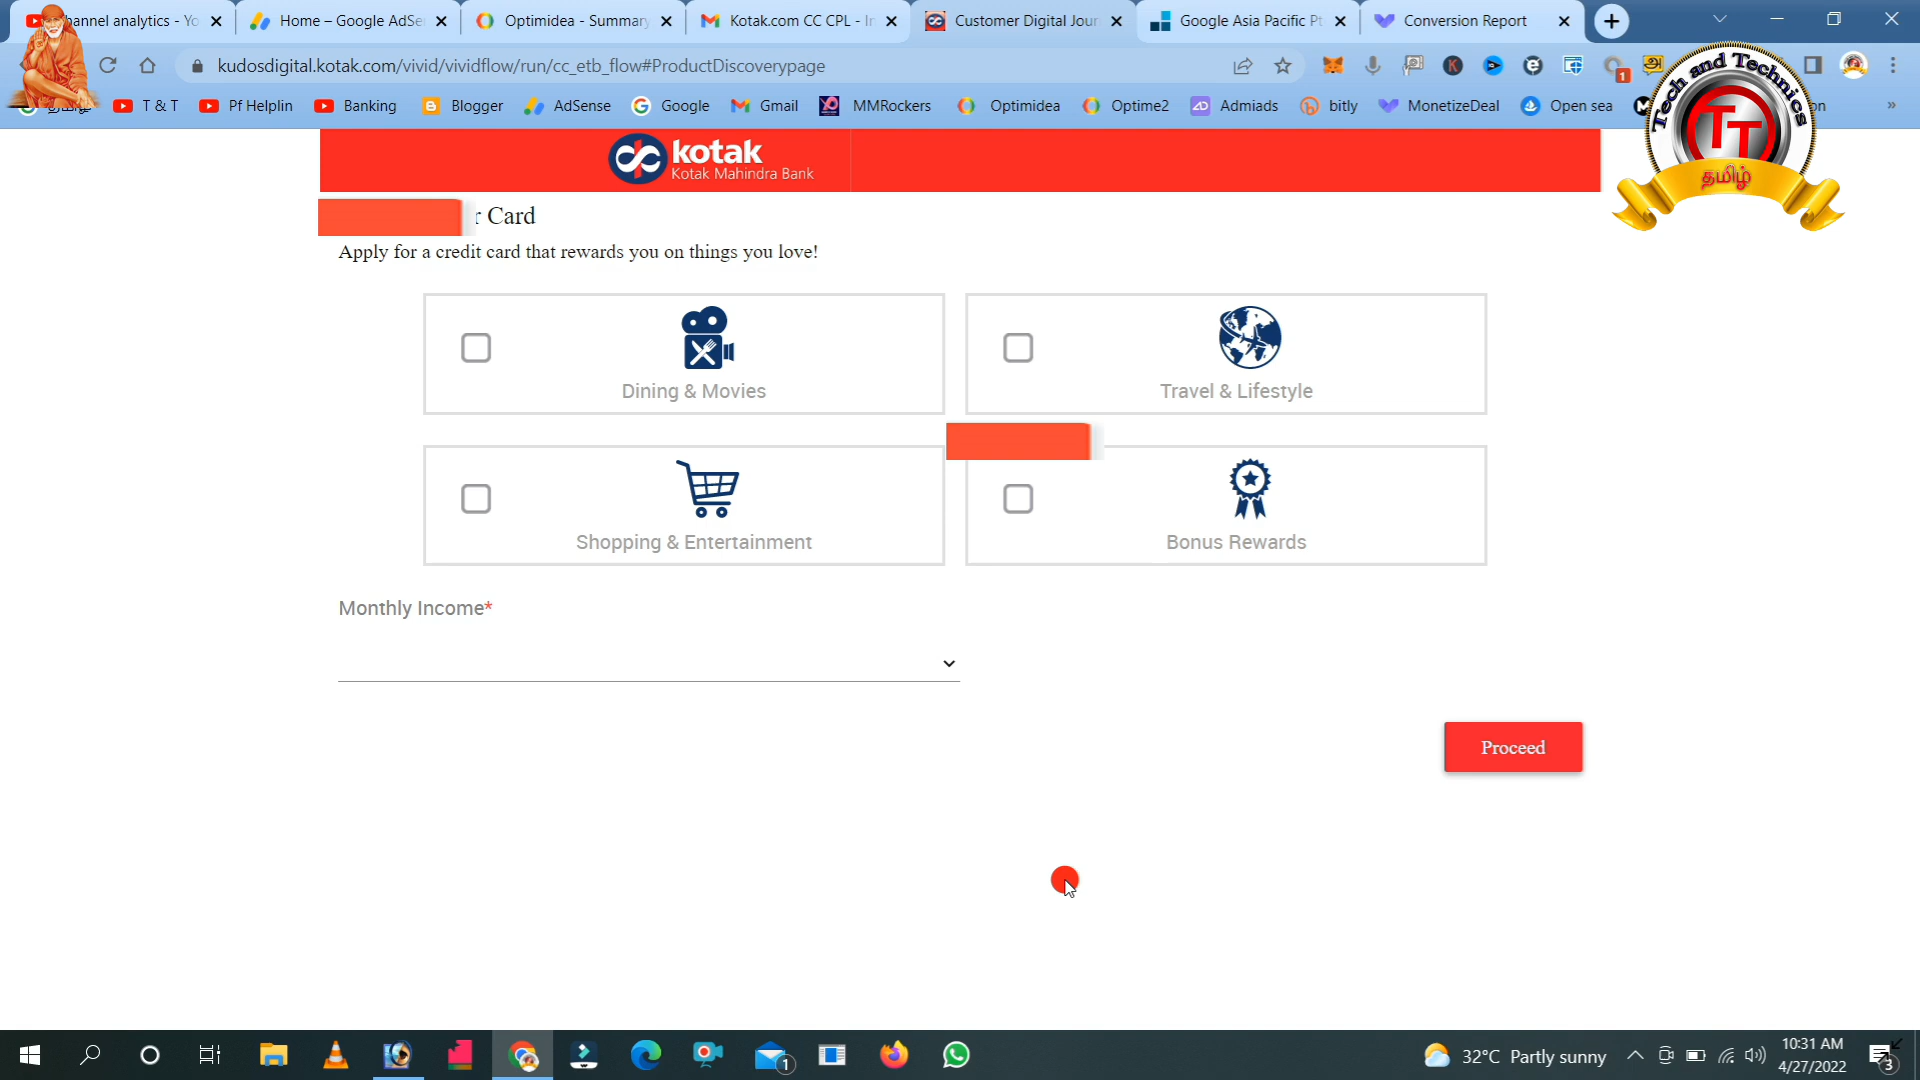 hannel analytics - Yo
Home – Google AdSe
Optimidea - Summary
Kotak.com CC CPL - In
Customer Digital Jour
Google Asia Pacific Pt
Conversion Report
kudosdigital.kotak.com/vivid/vividflow/run/cc_etb_flow#ProductDiscoverypage
T & T
Pf Helplin
Banking
Blogger
AdSense
Google
Gmail
MMRockers
Optimidea
Optime2
Admiads
bitly
MonetizeDeal
Open sea
Tech and Technics
TT
தமிழ்
kotak
Kotak Mahindra Bank
r Card
Apply for a credit card that rewards you on things you love!
Dining & Movies
Travel & Lifestyle
Shopping & Entertainment
Bonus Rewards
Monthly Income*
Proceed
32°C Partly sunny
10:31 AM
4/27/2022